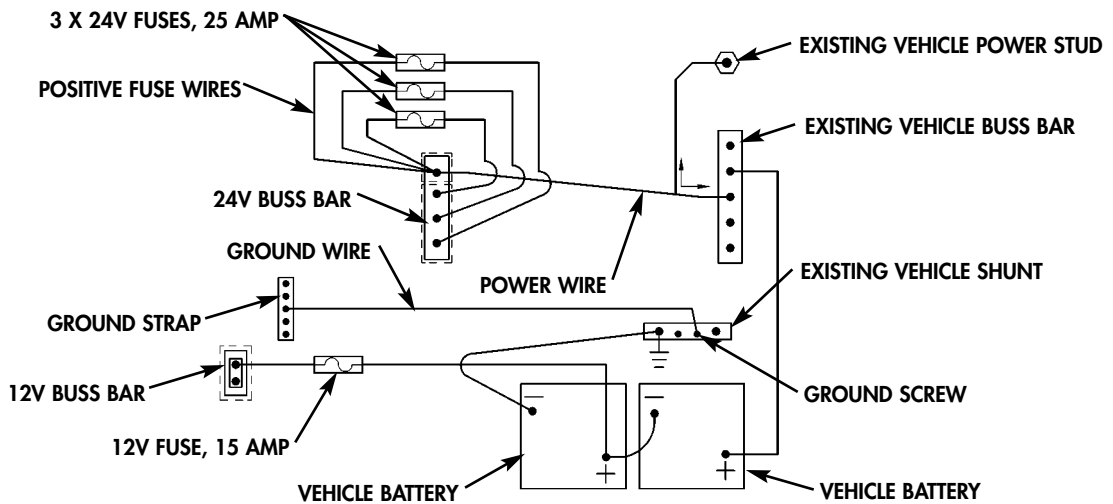 3 X 24V FUSES, 25 AMP
EXISTING VEHICLE POWER STUD
POSITIVE FUSE WIRES
EXISTING VEHICLE BUSS BAR
24V BUSS BAR
GROUND WIRE
POWER WIRE
EXISTING VEHICLE SHUNT
GROUND STRAP
12V BUSS BAR
GROUND SCREW
12V FUSE, 15 AMP
VEHICLE BATTERY
VEHICLE BATTERY